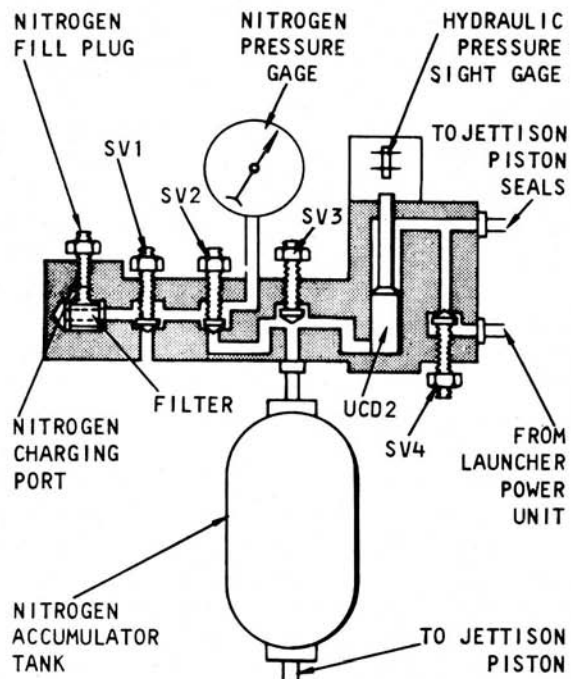 NITROGEN
FILL PLUG
NITROGEN
PRESSURE
GAGE
HYDRAULIC
PRESSURE
SIGHT GAGE
SV1
SV2
SV3
TO JETTISON
PISTON
SEALS
FILTER
NITROGEN
CHARGING
PORT
UCD2
SV4
FROM
LAUNCHER
POWER
UNIT
NITROGEN
ACCUMULATOR
TANK
TO JETTISON
PISTON